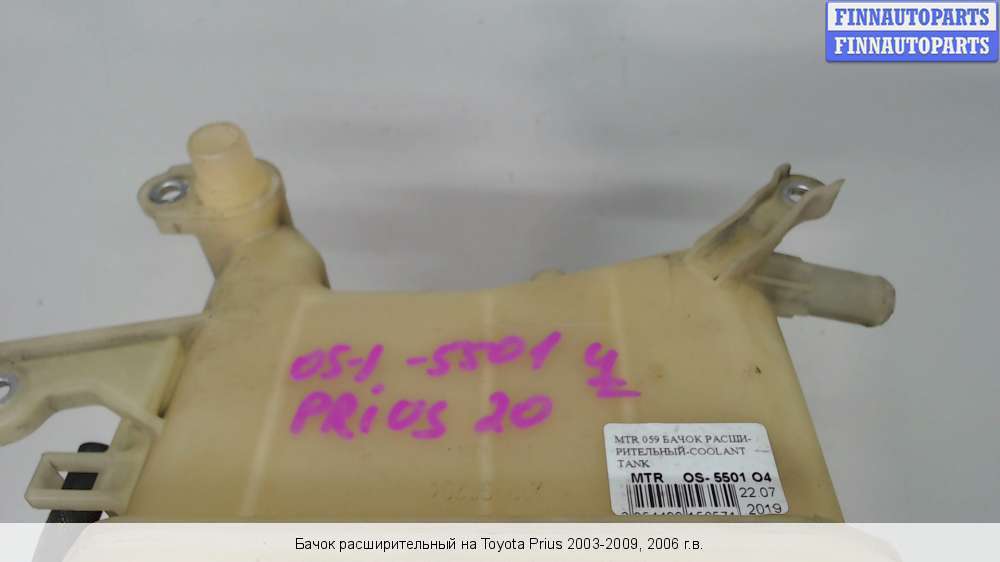 FINNAUTOPARTS
FINNAUTOPARTS
OS-1 -5501 4
PRiUS 20
MTR 059 БАЧОК РАСШИ-
РИТЕЛЬНЫЙ-COOLANT
TANK
MTR OS- 5501 O4
22.07
2019
Бачок расширительный на Toyota Prius 2003-2009, 2006 г.в.